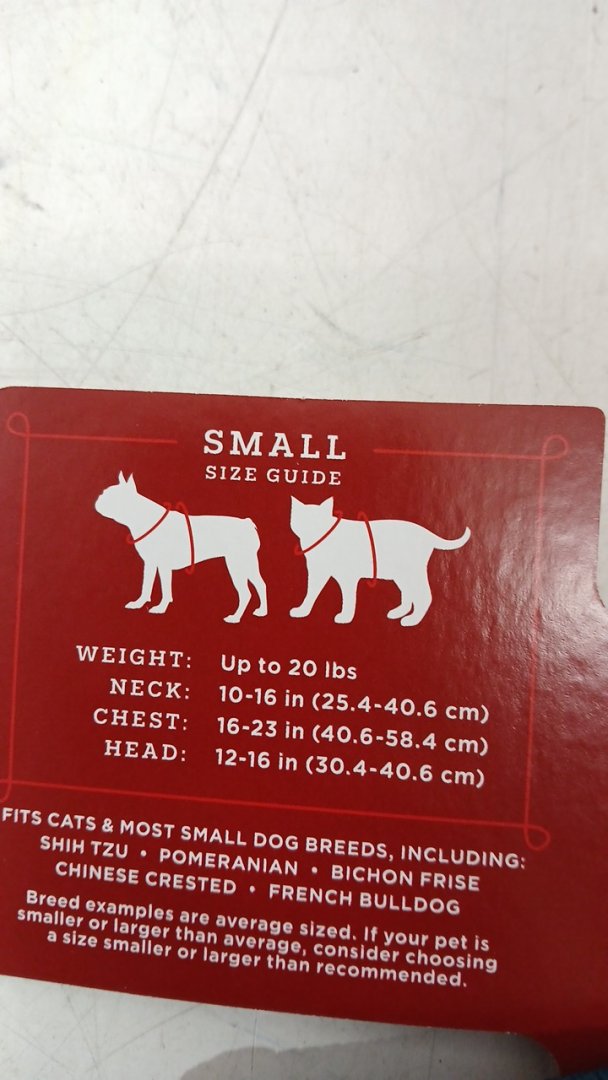 SMALL
SIZE GUIDE
WEIGHT: Up to 20 lbs
NECK: 10-16 in (25.4-40.6 cm)
CHEST: 16-23 in (40.6-58.4 cm)
HEAD: 12-16 in (30.4-40.6 cm)
FITS CATS & MOST SMALL DOG BREEDS, INCLUDING:
SHIH TZU • POMERANIAN • BICHON FRISE
CHINESE CRESTED • FRENCH BULLDOG
Breed examples are average sized. If your pet is
smaller or larger than average, consider choosing
a size smaller or larger than recommended.